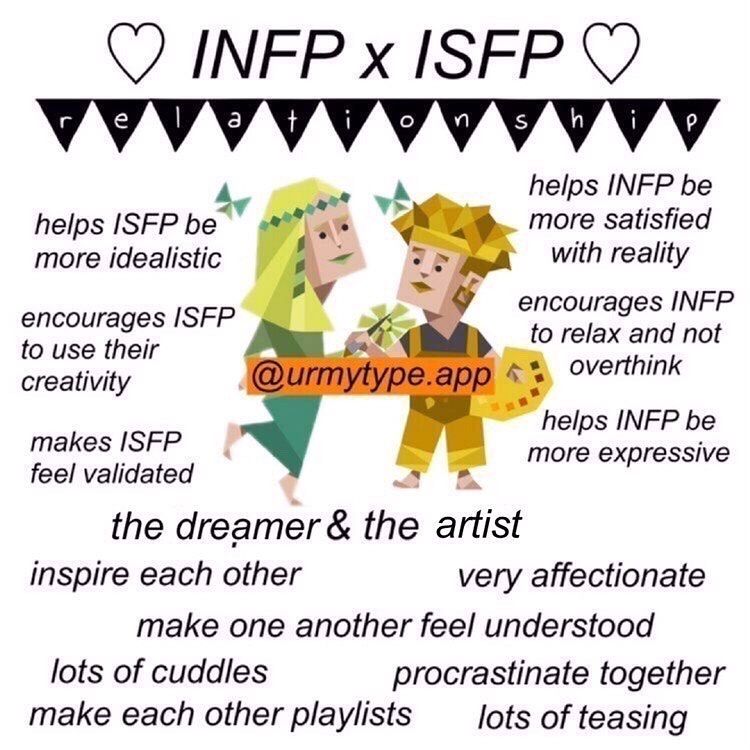 ♡ INFP x ISFP ♡
relationship
helps ISFP be
more idealistic
encourages ISFP
to use their
creativity
makes ISFP
feel validated
helps INFP be
more satisfied
with reality
encourages INFP
to relax and not
overthink
helps INFP be
more expressive
@urmytype.app
the dreamer & the artist
inspire each other
very affectionate
make one another feel understood
lots of cuddles
procrastinate together
make each other playlists
lots of teasing